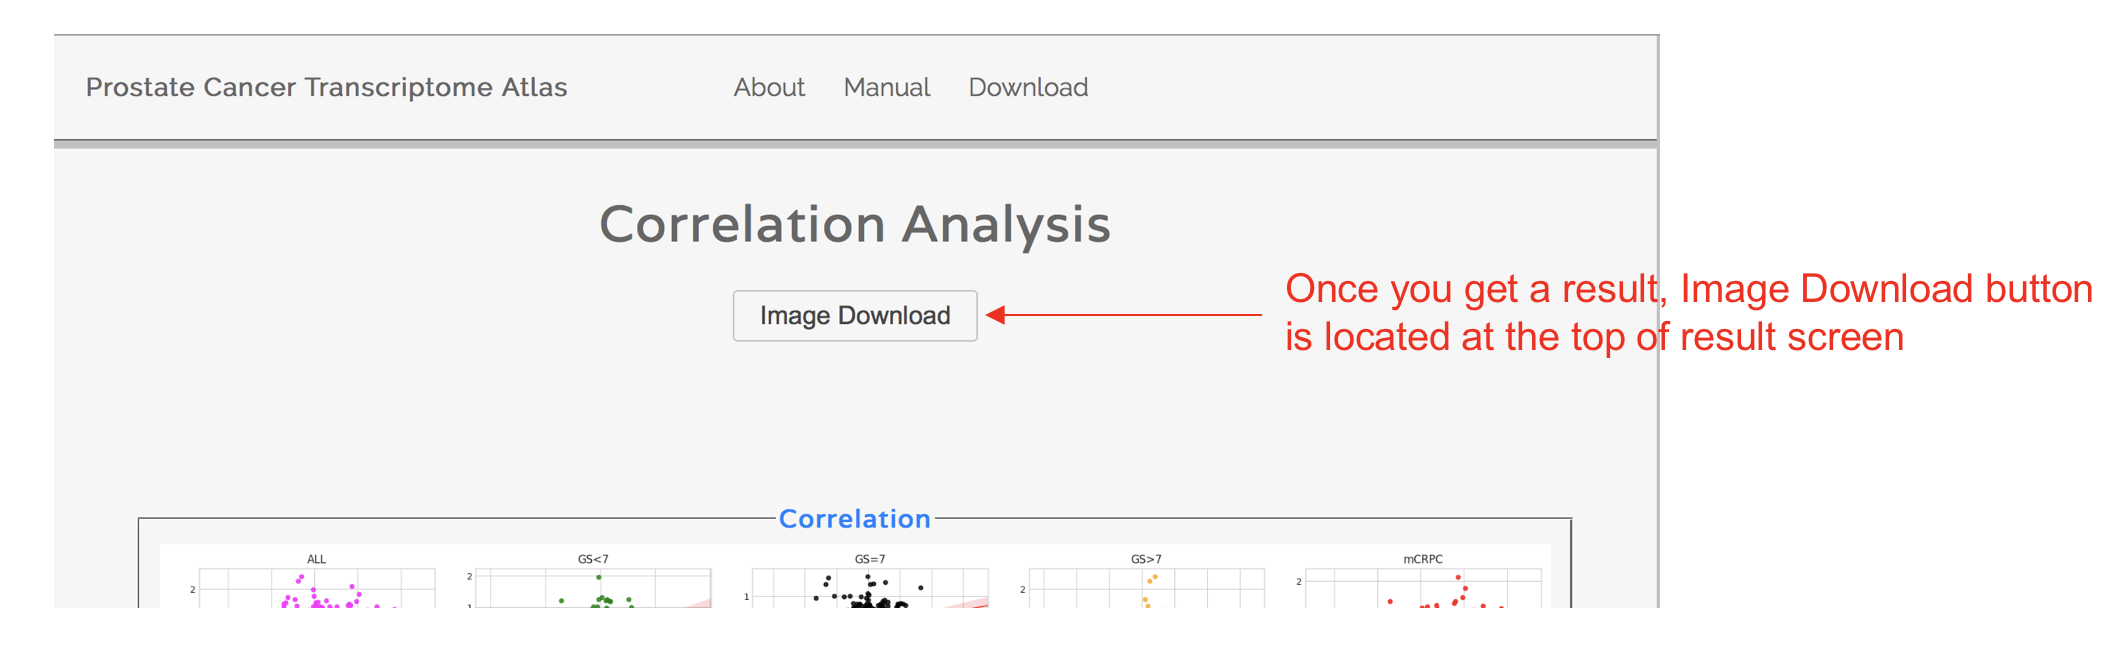 Prostate Cancer Transcriptome Atlas About Manual Download
Correlation Analysis
Image Download
Once you get a result, Image Download button
is located at the top of result screen
Correlation
ALL GS<7 GS=7 GS>7 mCRPC
2 2 1 2 2
1